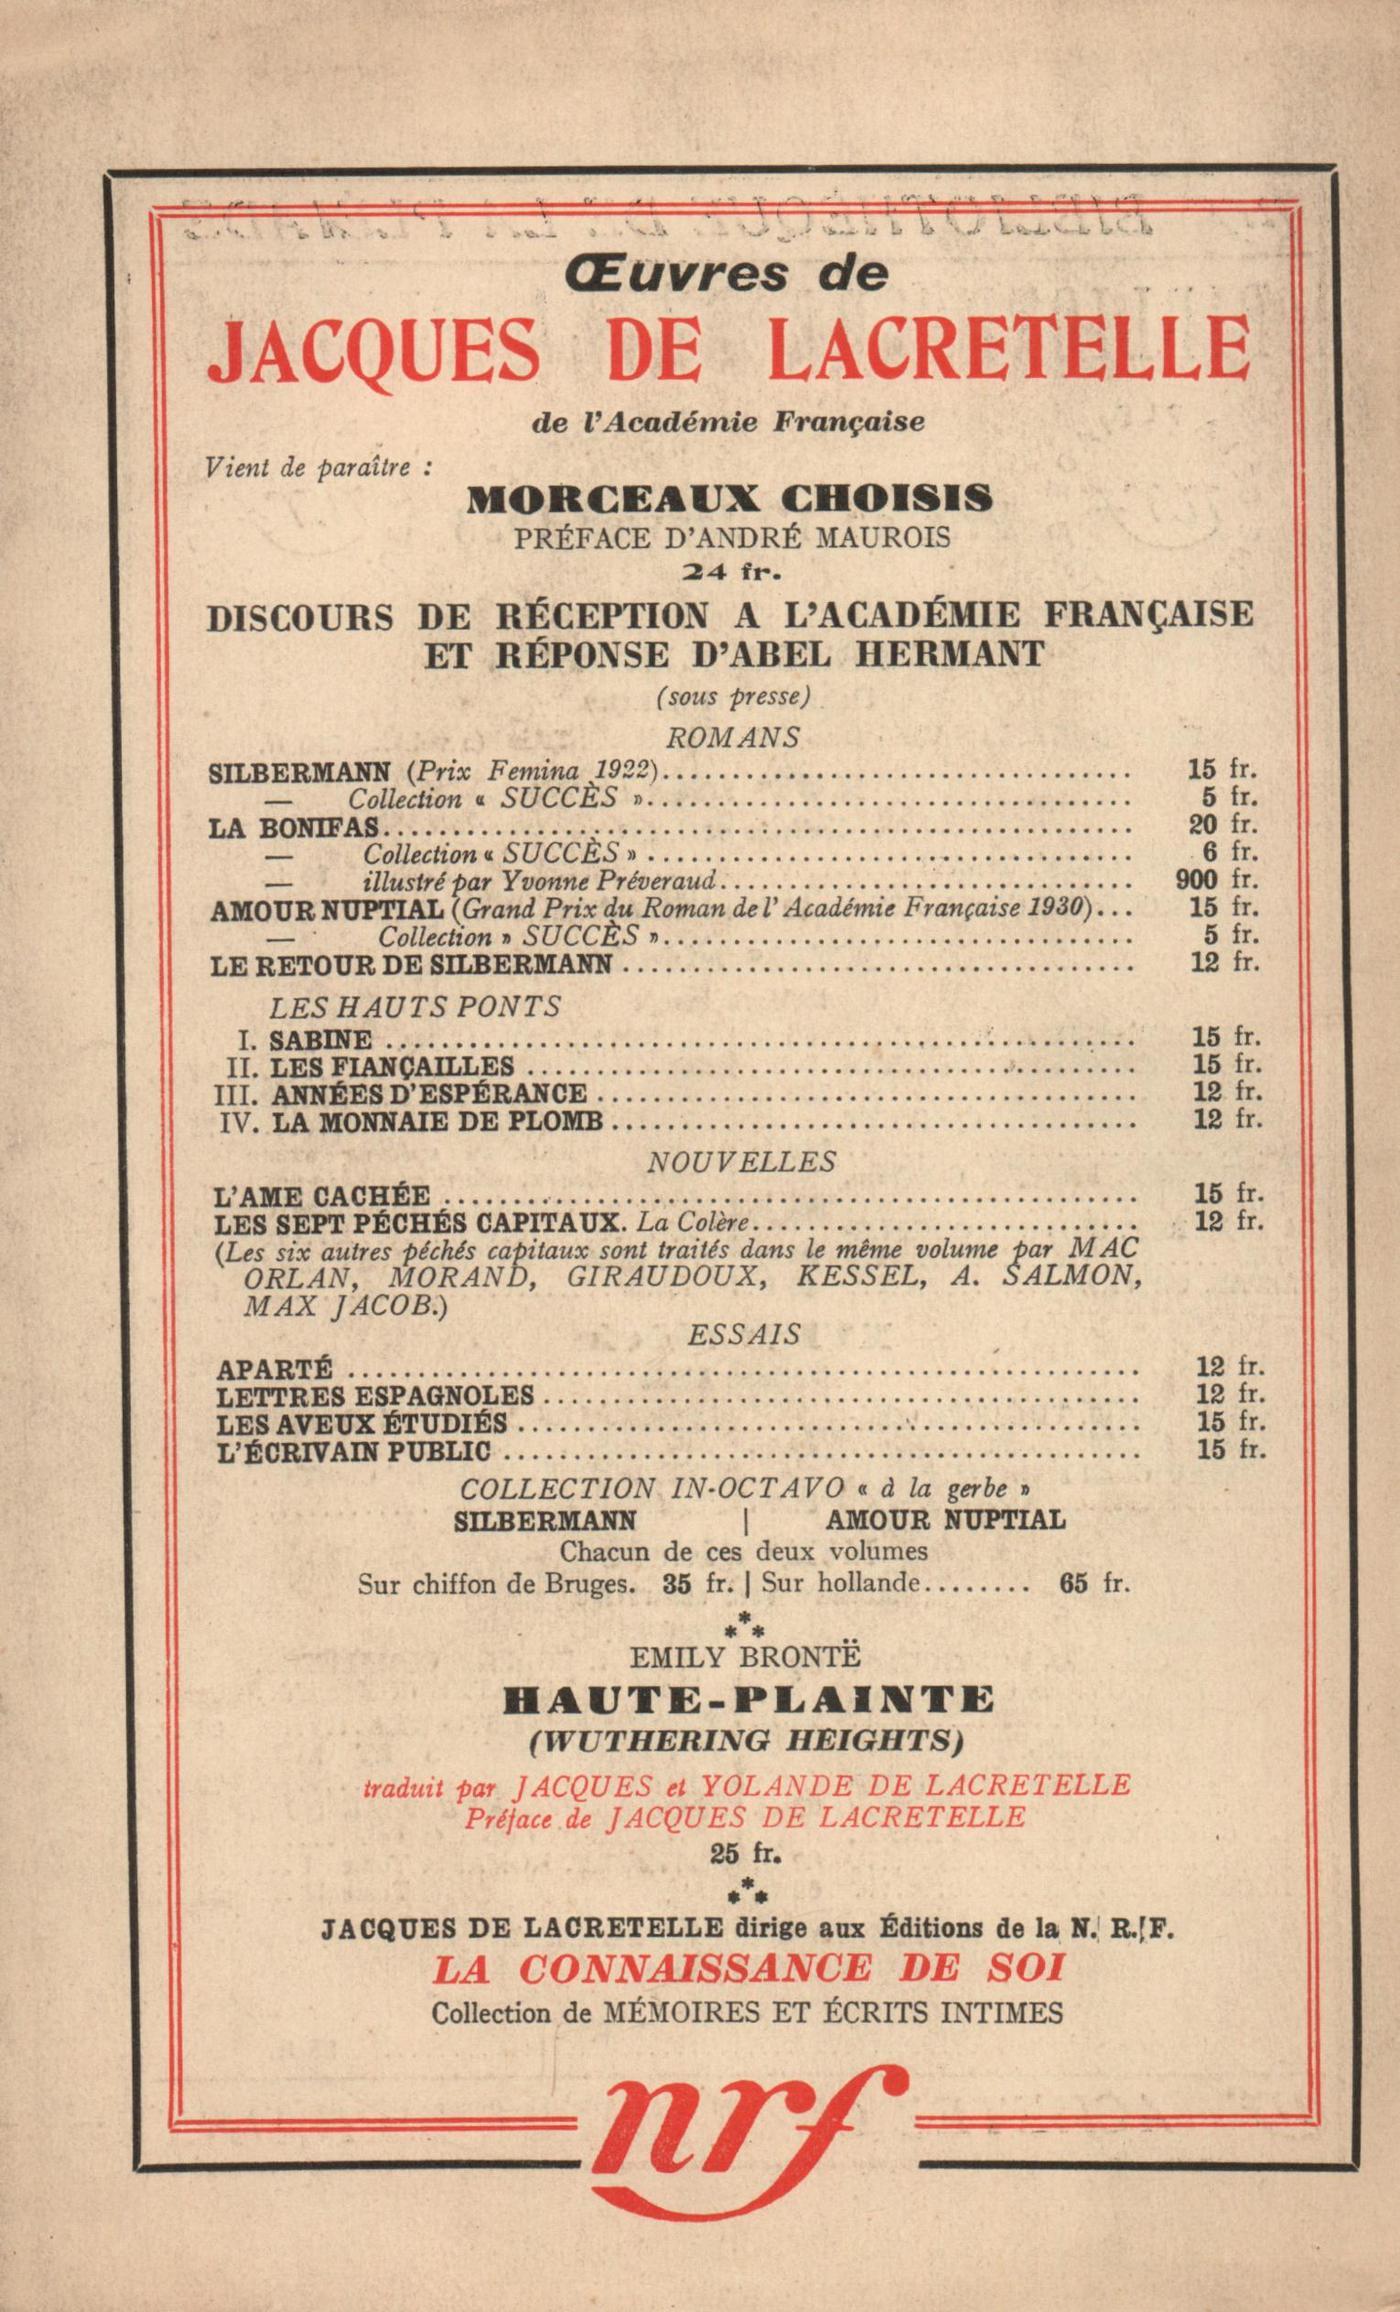 Œuvres de
JACQUES DE LACRETELLE
de l'Académie Française
Vient de paraître :
MORCEAUX CHOISIS
PRÉFACE D'ANDRÉ MAUROIS
24 fr.
DISCOURS DE RÉCEPTION A L'ACADÉMIE FRANÇAISE
ET RÉPONSE D'ABEL HERMANT
(sous presse)
ROMANS
SILBERMANN (Prix Femina 1922)................................. 15 fr.
— Collection « SUCCÈS ».................................. 5 fr.
LA BONIFAS..................................................... 20 fr.
— Collection « SUCCÈS » .................................. 6 fr.
— illustré par Yvonne Préveraud............................. 900 fr.
AMOUR NUPTIAL (Grand Prix du Roman de l'Académie Française 1930)... 15 fr.
— Collection » SUCCÈS ».................................. 5 fr.
LE RETOUR DE SILBERMANN .................................... 12 fr.
LES HAUTS PONTS
I. SABINE ..................................................... 15 fr.
II. LES FIANÇAILLES ........................................... 15 fr.
III. ANNÉES D'ESPÉRANCE ...................................... 12 fr.
IV. LA MONNAIE DE PLOMB ..................................... 12 fr.
NOUVELLES
L'AME CACHÉE ................................................. 15 fr.
LES SEPT PÉCHÉS CAPITAUX. La Colère............................ 12 fr.
(Les six autres péchés capitaux sont traités dans le même volume par MAC
ORLAN, MORAND, GIRAUDOUX, KESSEL, A. SALMON,
MAX JACOB.)
ESSAIS
APARTÉ ........................................................ 12 fr.
LETTRES ESPAGNOLES .......................................... 12 fr.
LES AVEUX ÉTUDIÉS ............................................ 15 fr.
L'ÉCRIVAIN PUBLIC ............................................. 15 fr.
COLLECTION IN-OCTAVO « à la gerbe »
SILBERMANN | AMOUR NUPTIAL
Chacun de ces deux volumes
Sur chiffon de Bruges. 35 fr. | Sur hollande........ 65 fr.
***
EMILY BRONTË
HAUTE-PLAINTE
(WUTHERING HEIGHTS)
traduit par JACQUES et YOLANDE DE LACRETELLE
Préface de JACQUES DE LACRETELLE
25 fr.
***
JACQUES DE LACRETELLE dirige aux Éditions de la N. R. F.
LA CONNAISSANCE DE SOI
Collection de MÉMOIRES ET ÉCRITS INTIMES
nrf